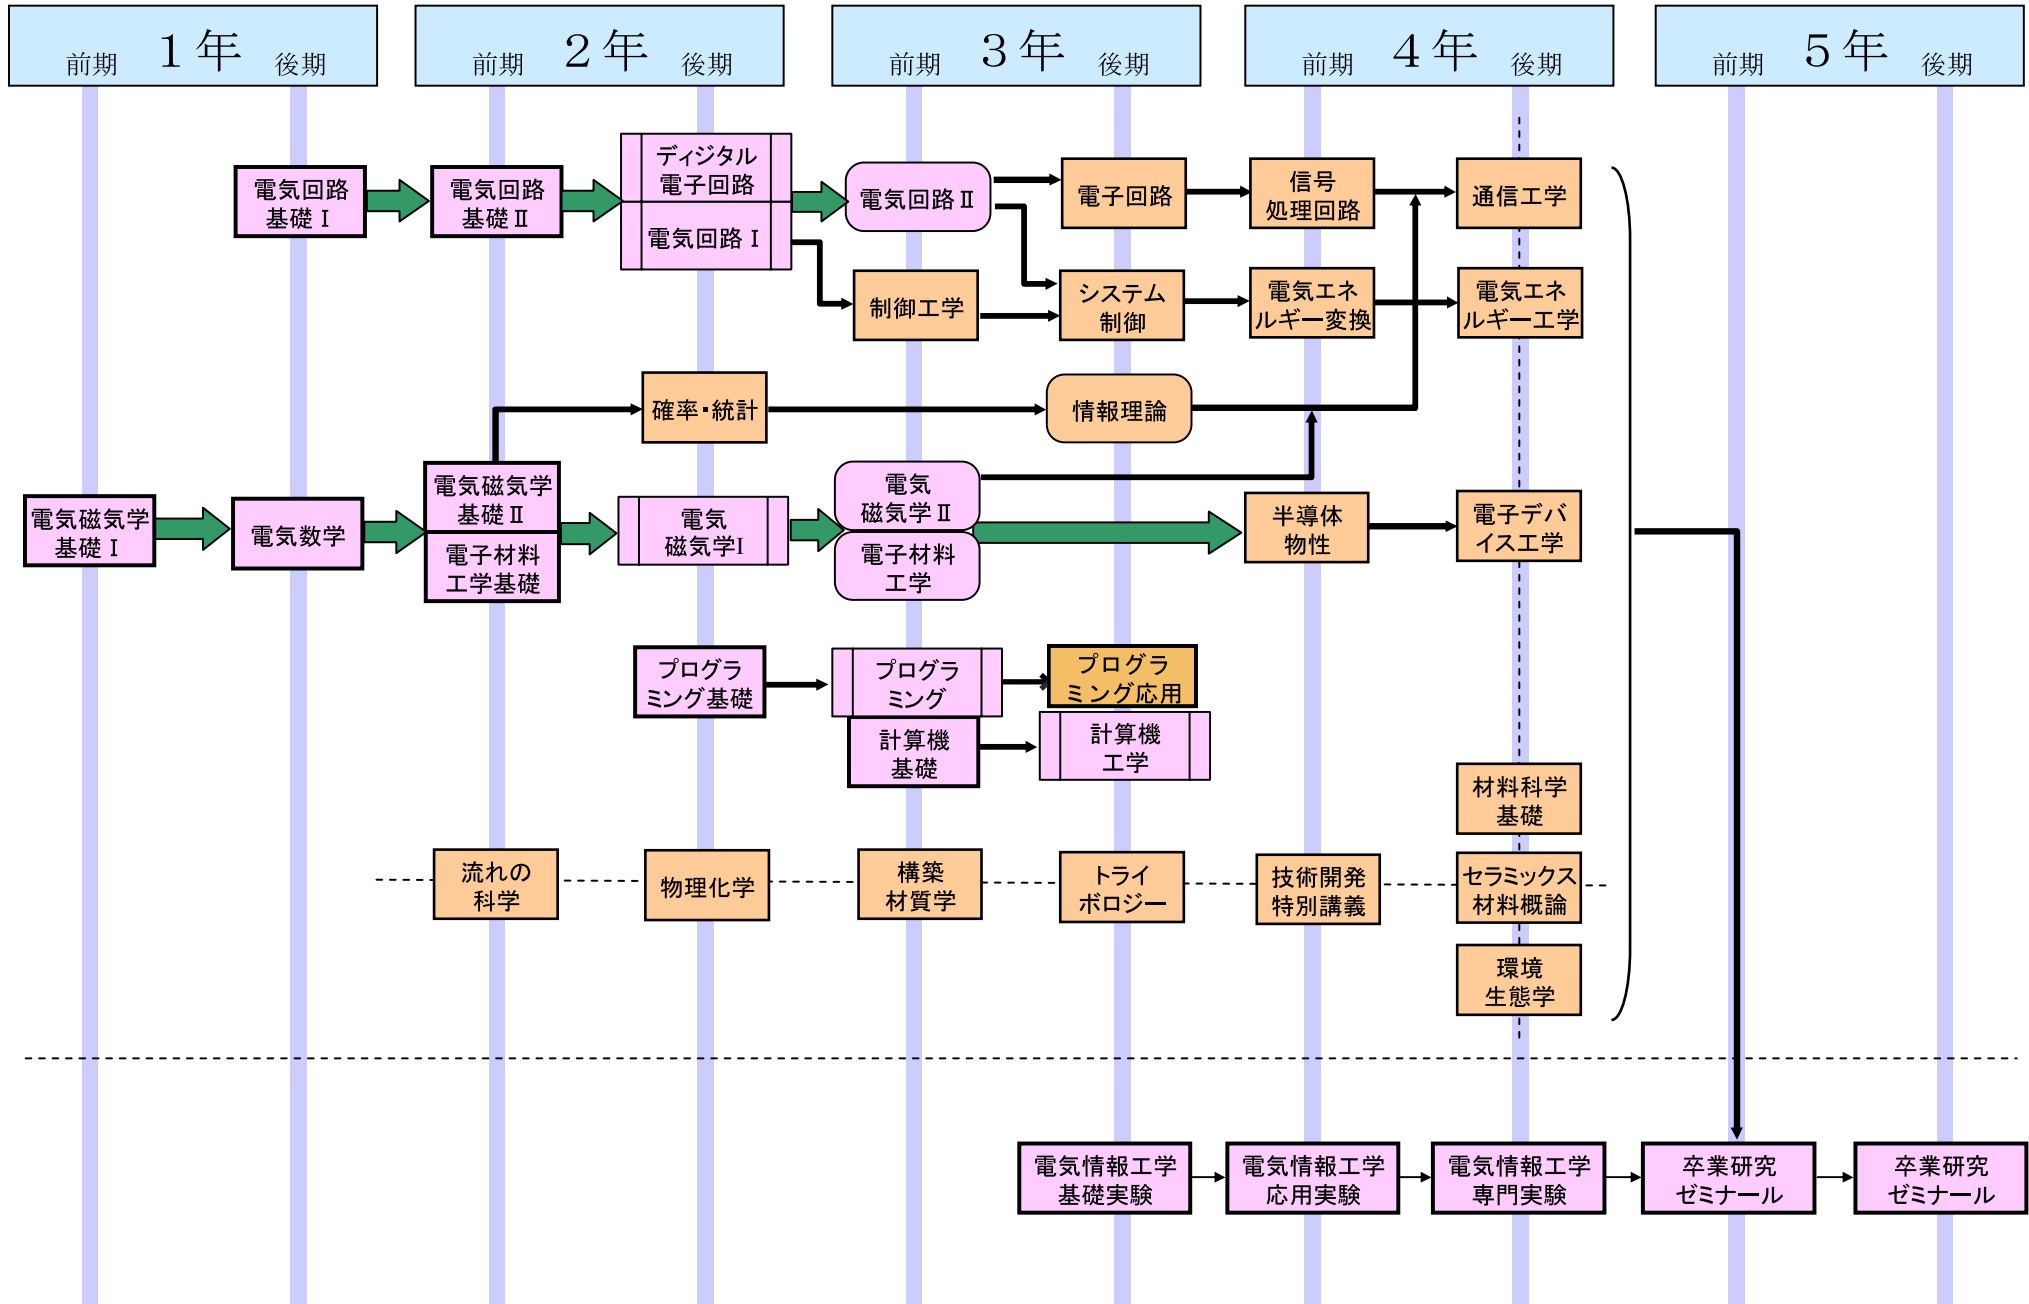 前期 １年 後期
前期 ２年 後期
前期 ３年 後期
前期 ４年 後期
前期 ５年 後期
電気回路
基礎Ⅰ
電気回路
基礎Ⅱ
ディジタル
電子回路
電気回路Ⅰ
電気回路Ⅱ
電子回路
信号
処理回路
通信工学
制御工学
システム
制御
電気エネ
ルギー変換
電気エネ
ルギー工学
確率・統計
情報理論
電気磁気学
基礎Ⅰ
電気数学
電気磁気学
基礎Ⅱ
電子材料
工学基礎
電気
磁気学Ⅰ
電気
磁気学Ⅱ
電子材料
工学
半導体
物性
電子デバ
イス工学
プログラ
ミング基礎
プログラ
ミング
プログラ
ミング応用
計算機
基礎
計算機
工学
材料科学
基礎
流れの
科学
物理化学
構築
材質学
トライ
ボロジー
技術開発
特別講義
セラミックス
材料概論
環境
生態学
電気情報工学
基礎実験
電気情報工学
応用実験
電気情報工学
専門実験
卒業研究
ゼミナール
卒業研究
ゼミナール